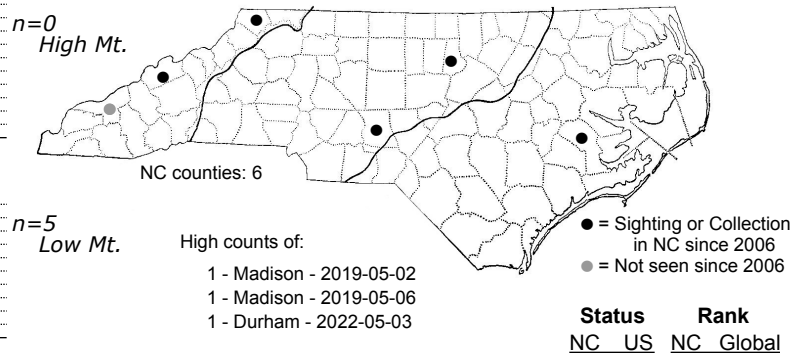 n=0
High Mt.
NC counties: 6
n=5
Low Mt.
High counts of:
1 - Madison - 2019-05-02
1 - Madison - 2019-05-06
1 - Durham - 2022-05-03
= Sighting or Collection
in NC since 2006
= Not seen since 2006
Status Rank
NC US NC Global